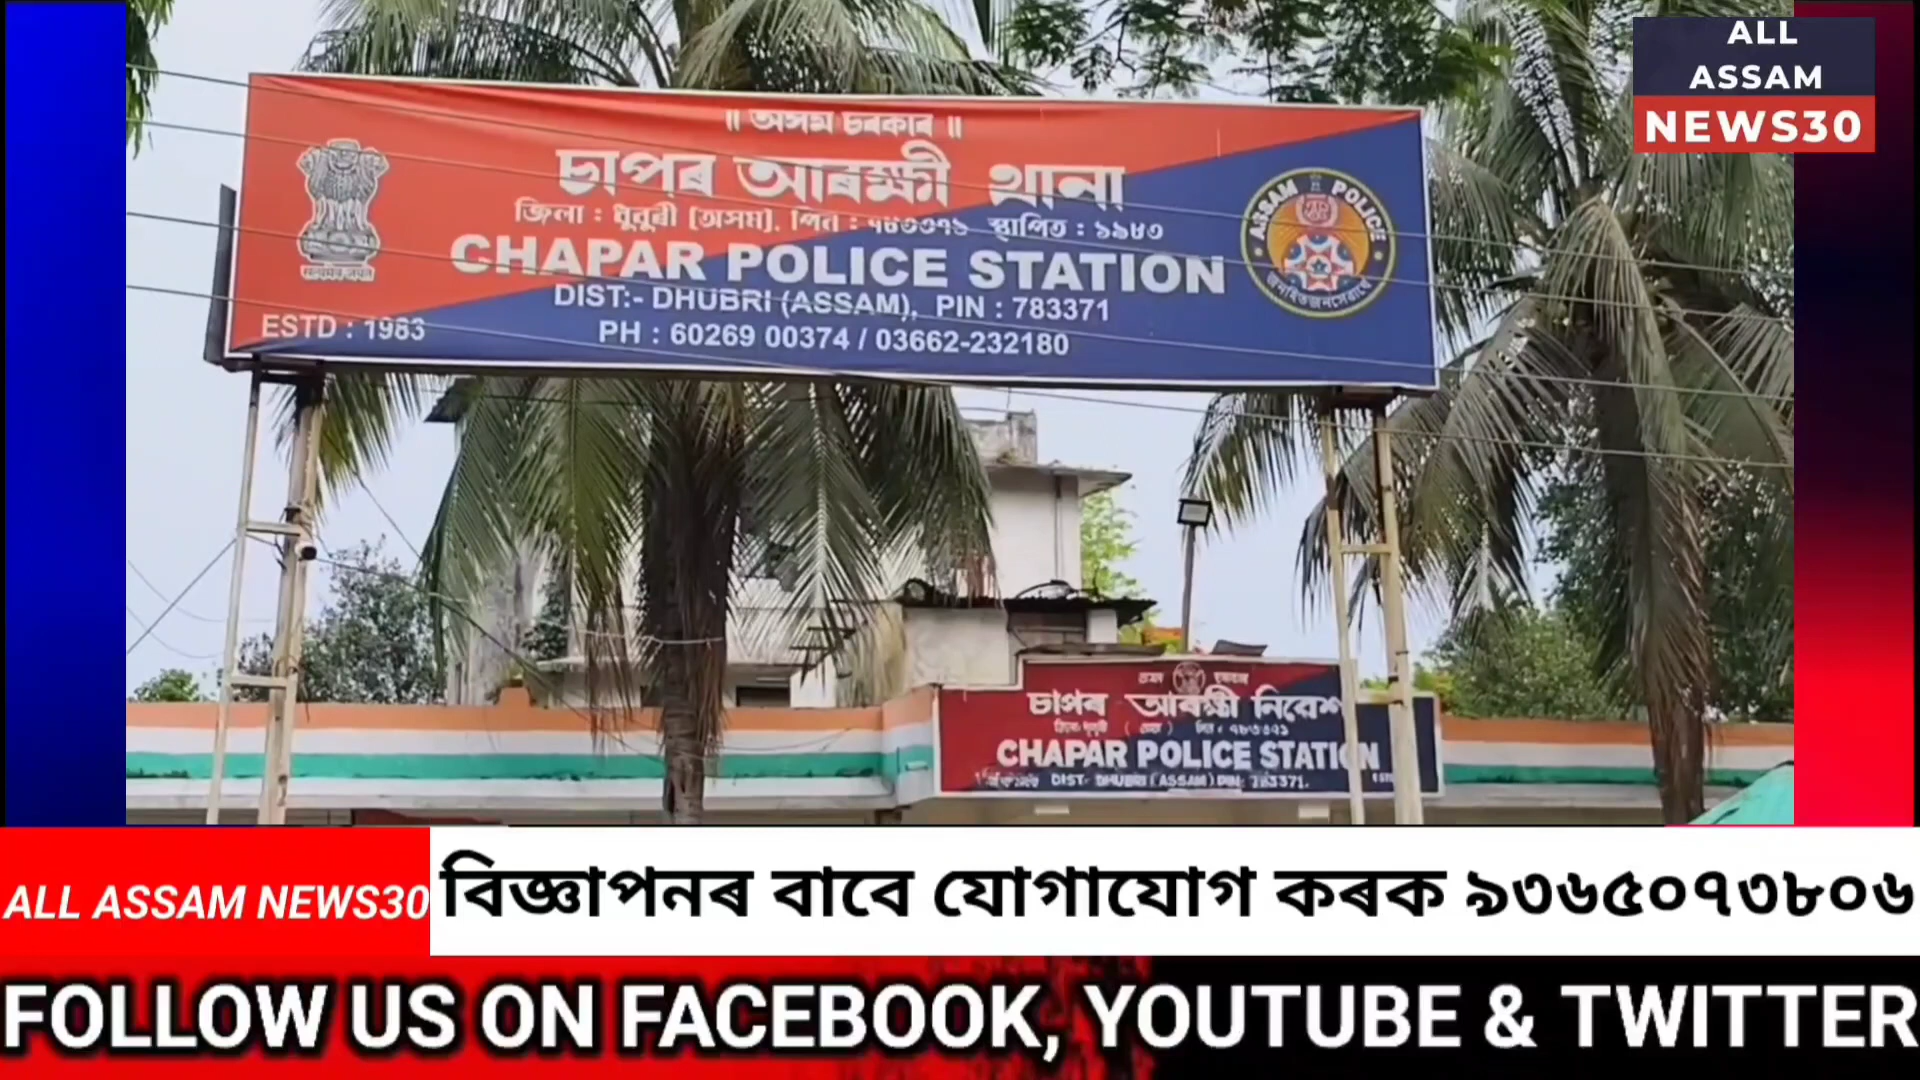 ALL
ASSAM
NEWS30
॥ অসম চৰকাৰ ॥
চাপৰ আৰক্ষী থানা
জিলা : ধুবুৰী [অসম]. পিন : ৭৮৩৩৭১ স্থাপিত : ১৯৮৩
CHAPAR POLICE STATION
DIST:- DHUBRI (ASSAM), PIN : 783371
ESTD : 1983
PH : 60269 00374 / 03662-232180
ASSAM POLICE
চাপৰ আৰক্ষী
CHAPAR POLICE STATION
DIST- DHUBRI (ASSAM) PIN: 783371.
ALL ASSAM NEWS30
বিজ্ঞাপনৰ বাবে যোগাযোগ কৰক ৯৩৬৫০৭৩৮০৬
FOLLOW US ON FACEBOOK, YOUTUBE & TWITTER